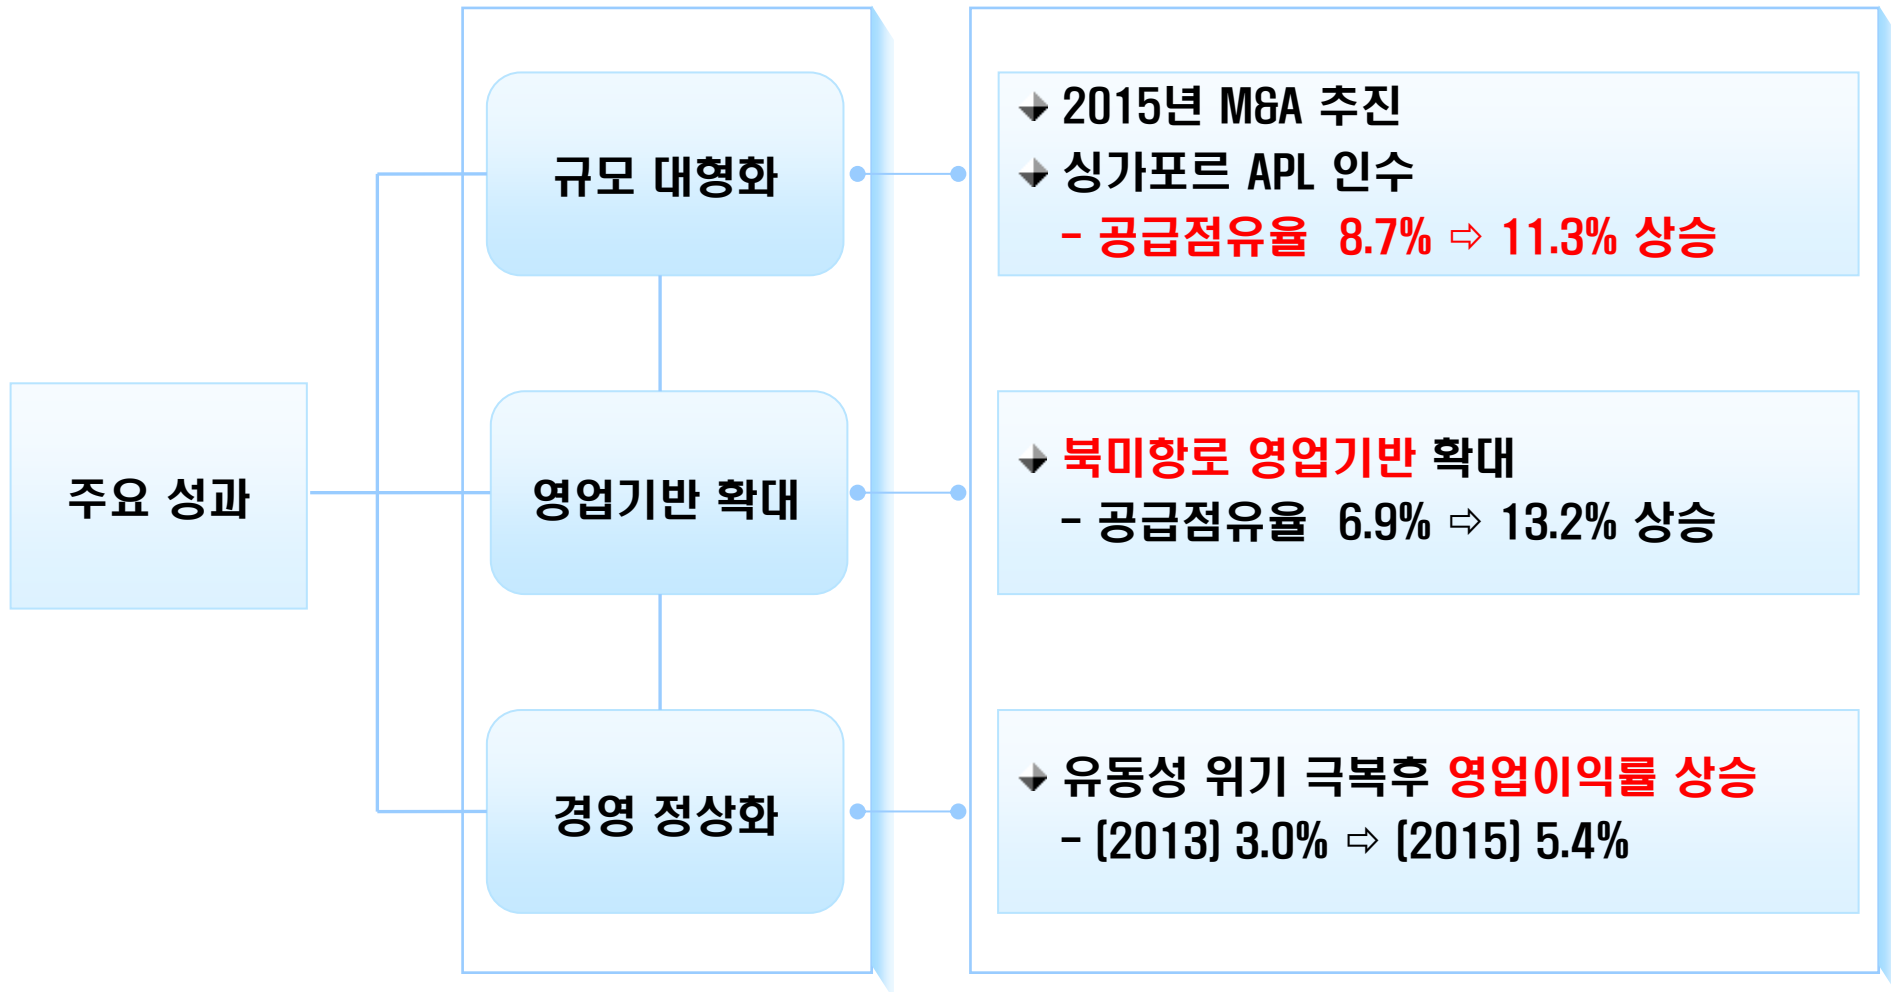 주요 성과
규모 대형화
2015년 M&A 추진
싱가포르 APL 인수
- 공급점유율 8.7% ⇨ 11.3% 상승
영업기반 확대
북미항로 영업기반 확대
- 공급점유율 6.9% ⇨ 13.2% 상승
경영 정상화
유동성 위기 극복후 영업이익률 상승
- (2013) 3.0% ⇨ (2015) 5.4%